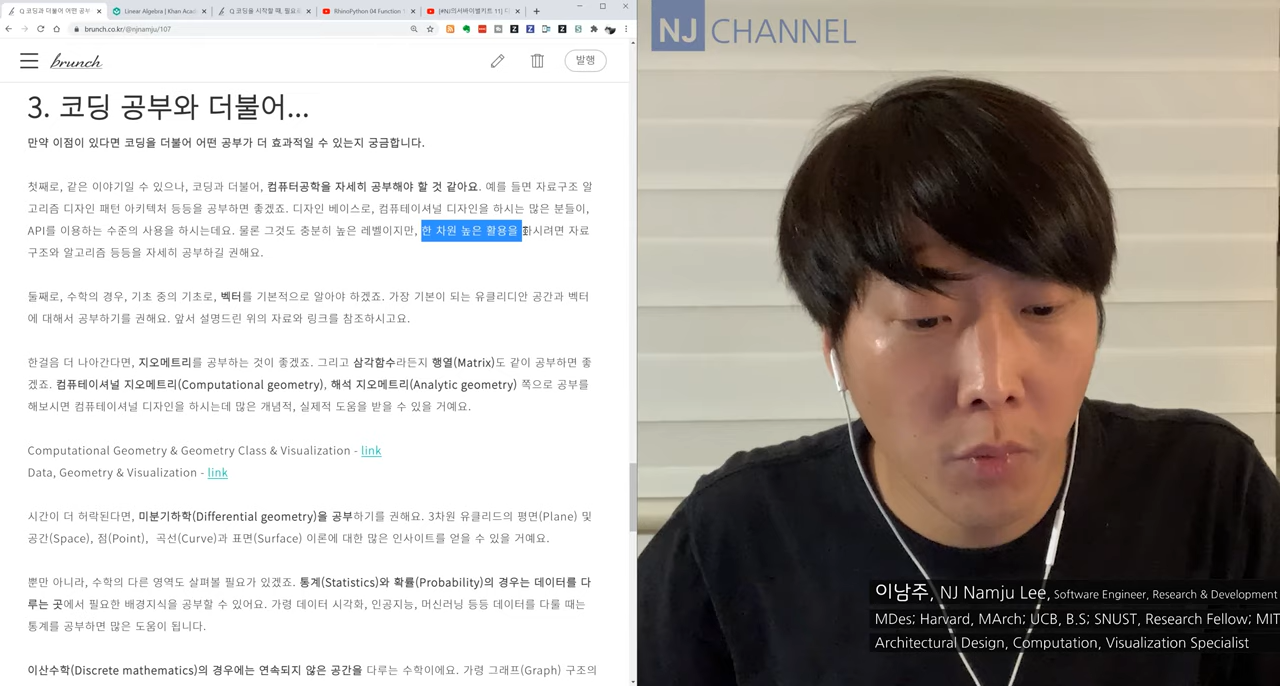 Q 코딩과 더불어 어떤 공부
Linear Algebra | Khan Aca
Q 코딩을 시작할 때, 필요
RhinoPython 04 Function
[#NJ의서바이벌키트 11]
brunch.co.kr/@njnamju/107
brunch
발행
3. 코딩 공부와 더불어...
만약 이점이 있다면 코딩을 더불어 어떤 공부가 더 효과적일 수 있는지 궁금합니다.
첫째로, 같은 이야기일 수 있으나, 코딩과 더불어, 컴퓨터공학을 자세히 공부해야 할 것 같아요. 예를 들면 자료구조 알
고리즘 디자인 패턴 아키텍처 등등을 공부하면 좋겠죠. 디자인 베이스로, 컴퓨테이셔널 디자인을 하시는 많은 분들이,
API를 이용하는 수준의 사용을 하시는데요. 물론 그것도 충분히 높은 레벨이지만, 한 차원 높은 활용을 하시려면 자료
구조와 알고리즘 등등을 자세히 공부하길 권해요.
둘째로, 수학의 경우, 기초 중의 기초로, 벡터를 기본적으로 알아야 하겠죠. 가장 기본이 되는 유클리디안 공간과 벡터
에 대해서 공부하기를 권해요. 앞서 설명드린 위의 자료와 링크를 참조하시고요.
한걸음 더 나아간다면, 지오메트리를 공부하는 것이 좋겠죠. 그리고 삼각함수라든지 행열(Matrix)도 같이 공부하면 좋
겠죠. 컴퓨테이셔널 지오메트리(Computational geometry), 해석 지오메트리(Analytic geometry) 쪽으로 공부를
해보시면 컴퓨테이셔널 디자인을 하시는데 많은 개념적, 실제적 도움을 받을 수 있을 거예요.
Computational Geometry & Geometry Class & Visualization - link
Data, Geometry & Visualization - link
시간이 더 허락된다면, 미분기하학(Differential geometry)을 공부하기를 권해요. 3차원 유클리드의 평면(Plane) 및
공간(Space), 점(Point), 곡선(Curve)과 표면(Surface) 이론에 대한 많은 인사이트를 얻을 수 있을 거예요.
뿐만 아니라, 수학의 다른 영역도 살펴볼 필요가 있겠죠. 통계(Statistics)와 확률(Probability)의 경우는 데이터를 다
루는 곳에서 필요한 배경지식을 공부할 수 있어요. 가령 데이터 시각화, 인공지능, 머신러닝 등등 데이터를 다룰 때는
통계를 공부하면 많은 도움이 됩니다.
이산수학(Discrete mathematics)의 경우에는 연속되지 않은 공간을 다루는 수학이에요. 가령 그래프(Graph) 구조의
NJ CHANNEL
이남주, NJ Namju Lee, Software Engineer, Research & Development
MDes; Harvard, MArch; UCB, B.S; SNUST, Research Fellow; MIT
Architectural Design, Computation, Visualization Specialist